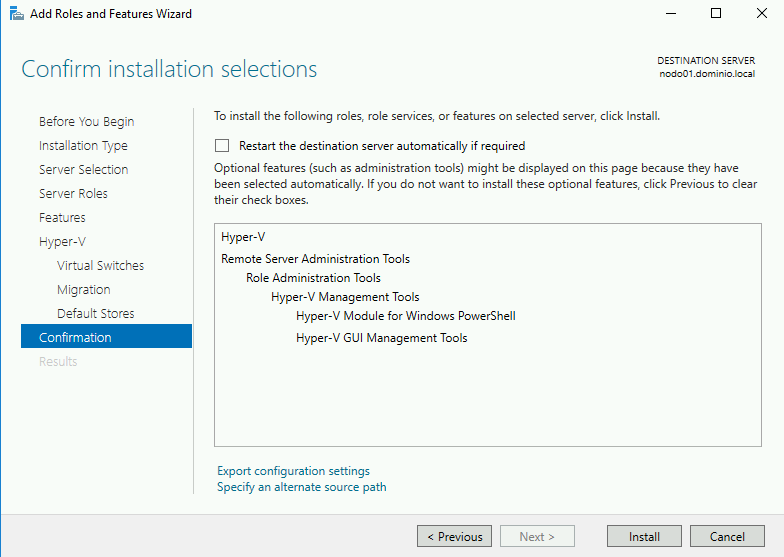 Add Roles and Features Wizard
Confirm installation selections
DESTINATION SERVER
nodo01.dominio.local
Before You Begin
Installation Type
Server Selection
Server Roles
Features
Hyper-V
Virtual Switches
Migration
Default Stores
Confirmation
Results
To install the following roles, role services, or features on selected server, click Install.
Restart the destination server automatically if required
Optional features (such as administration tools) might be displayed on this page because they have
been selected automatically. If you do not want to install these optional features, click Previous to clear
their check boxes.
Hyper-V
Remote Server Administration Tools
Role Administration Tools
Hyper-V Management Tools
Hyper-V Module for Windows PowerShell
Hyper-V GUI Management Tools
Export configuration settings
Specify an alternate source path
< Previous
Next >
Install
Cancel